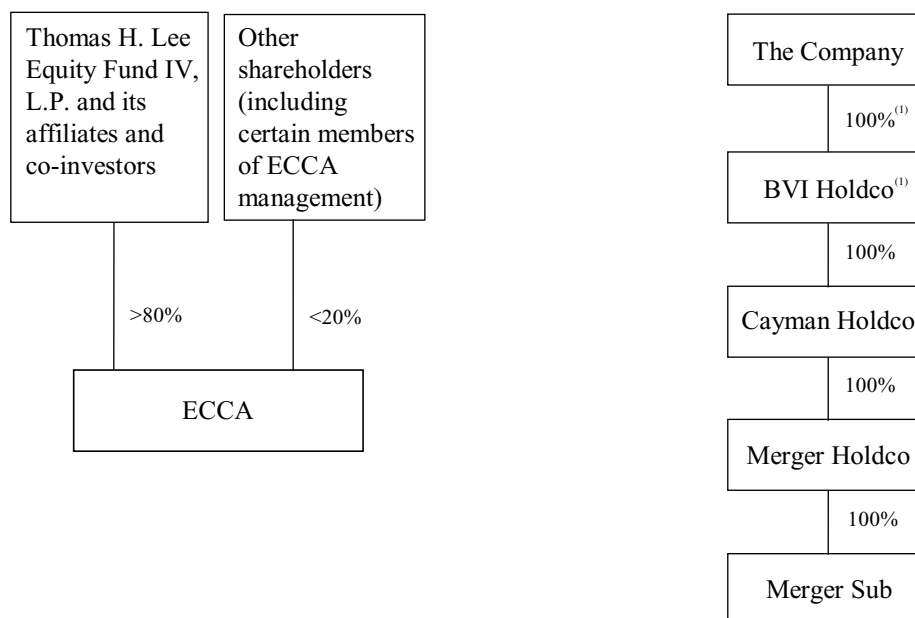 Thomas H. Lee
Equity Fund IV,
L.P. and its
affiliates and
co-investors
Other
shareholders
(including
certain members
of ECCA
management)
>80%
<20%
ECCA
The Company
100%(1)
BVI Holdco(1)
100%
Cayman Holdco
100%
Merger Holdco
100%
Merger Sub